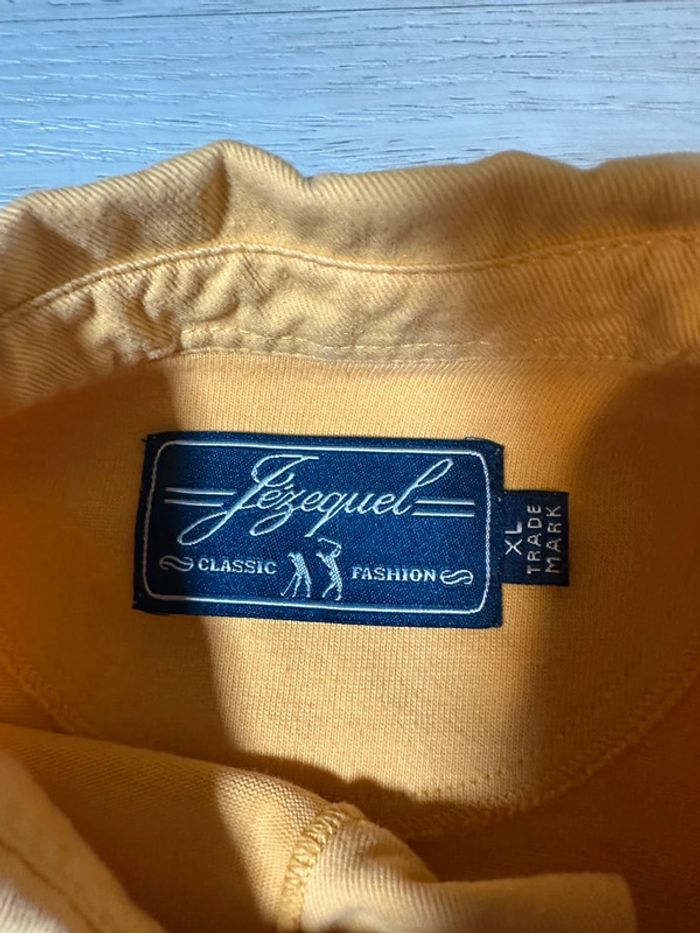 Jézequel
CLASSIC FASHION
XL
TRADE
MARK